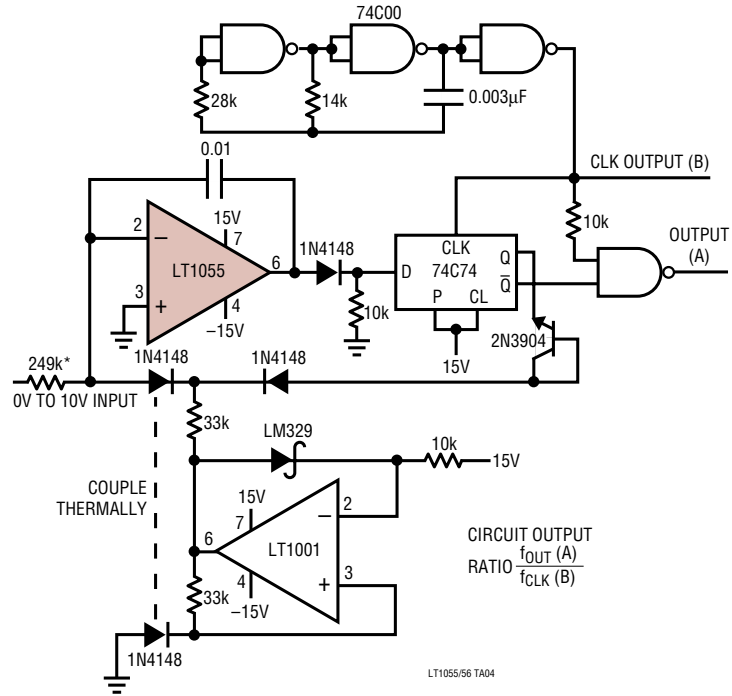 74C00
28k
14k
0.003µF
0.01
CLK OUTPUT (B)
2
15V
7
10k
OUTPUT
(A)
−
LT1055
6
1N4148
CLK
D
74C74
Q
Q̅
3
+
4
−15V
10k
P
CL
15V
2N3904
249k*
1N4148
1N4148
0V TO 10V INPUT
33k
LM329
10k
15V
COUPLE
THERMALLY
15V
7
2
−
6
LT1001
CIRCUIT OUTPUT
RATIO fOUT (A)
fCLK (B)
4
+
3
33k
−15V
1N4148
LT1055/56 TA04